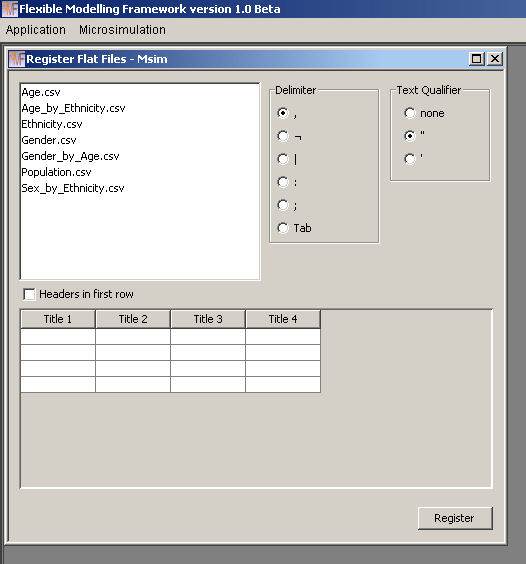 Flexible Modelling Framework version 1.0 Beta
Application Microsimulation
Register Flat Files - Msim
Age.csv
Age_by_Ethnicity.csv
Ethnicity.csv
Gender.csv
Gender_by_Age.csv
Population.csv
Sex_by_Ethnicity.csv
Delimiter
,
¬
|
:
;
Tab
Text Qualifier
none
"
'
Headers in first row
Title 1 Title 2 Title 3 Title 4
Register